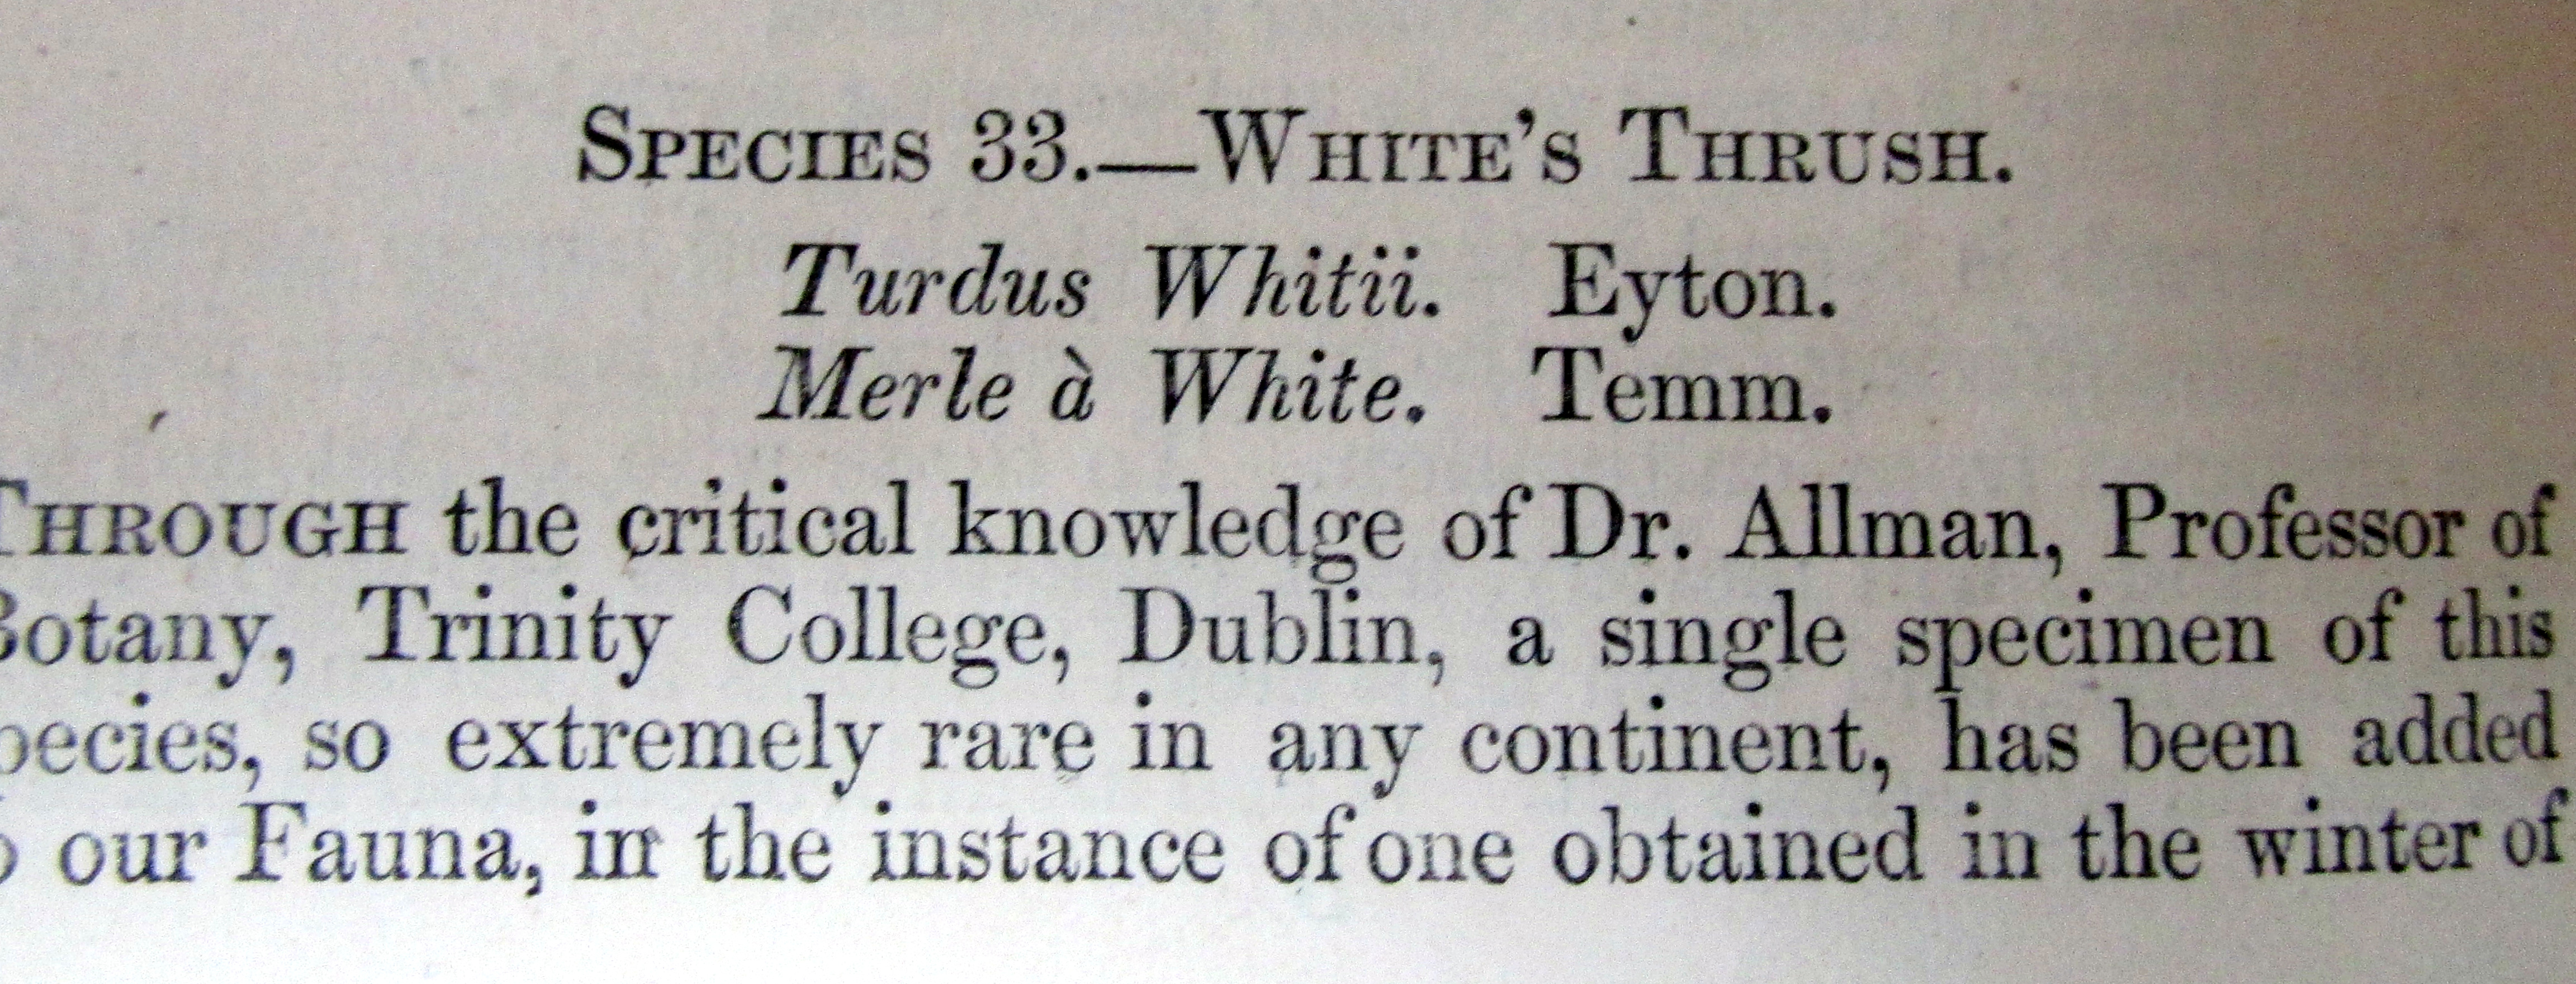 Species 33.—White's Thrush.
Turdus Whitii. Eyton.
Merle à White. Temm.
Through the critical knowledge of Dr. Allman, Professor of
Botany, Trinity College, Dublin, a single specimen of this
pecies, so extremely rare in any continent, has been added
o our Fauna, in the instance of one obtained in the winter of